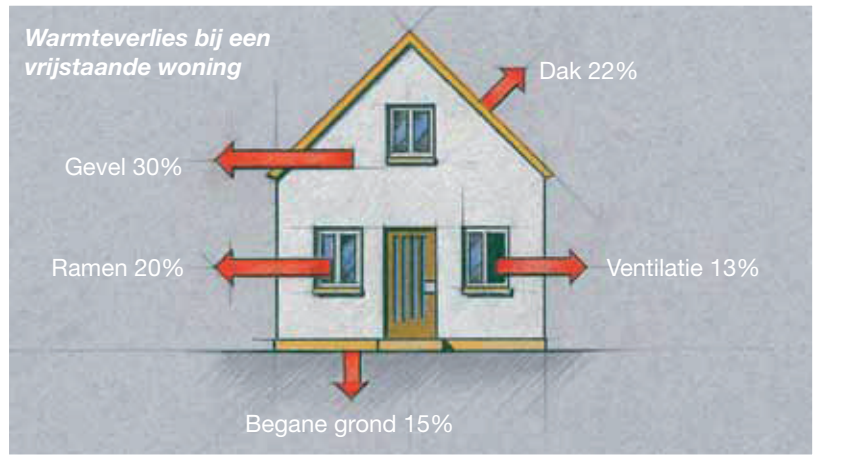 Warmteverlies bij een
vrijstaande woning
Dak 22%
Gevel 30%
Ramen 20%
Ventilatie 13%
Begane grond 15%